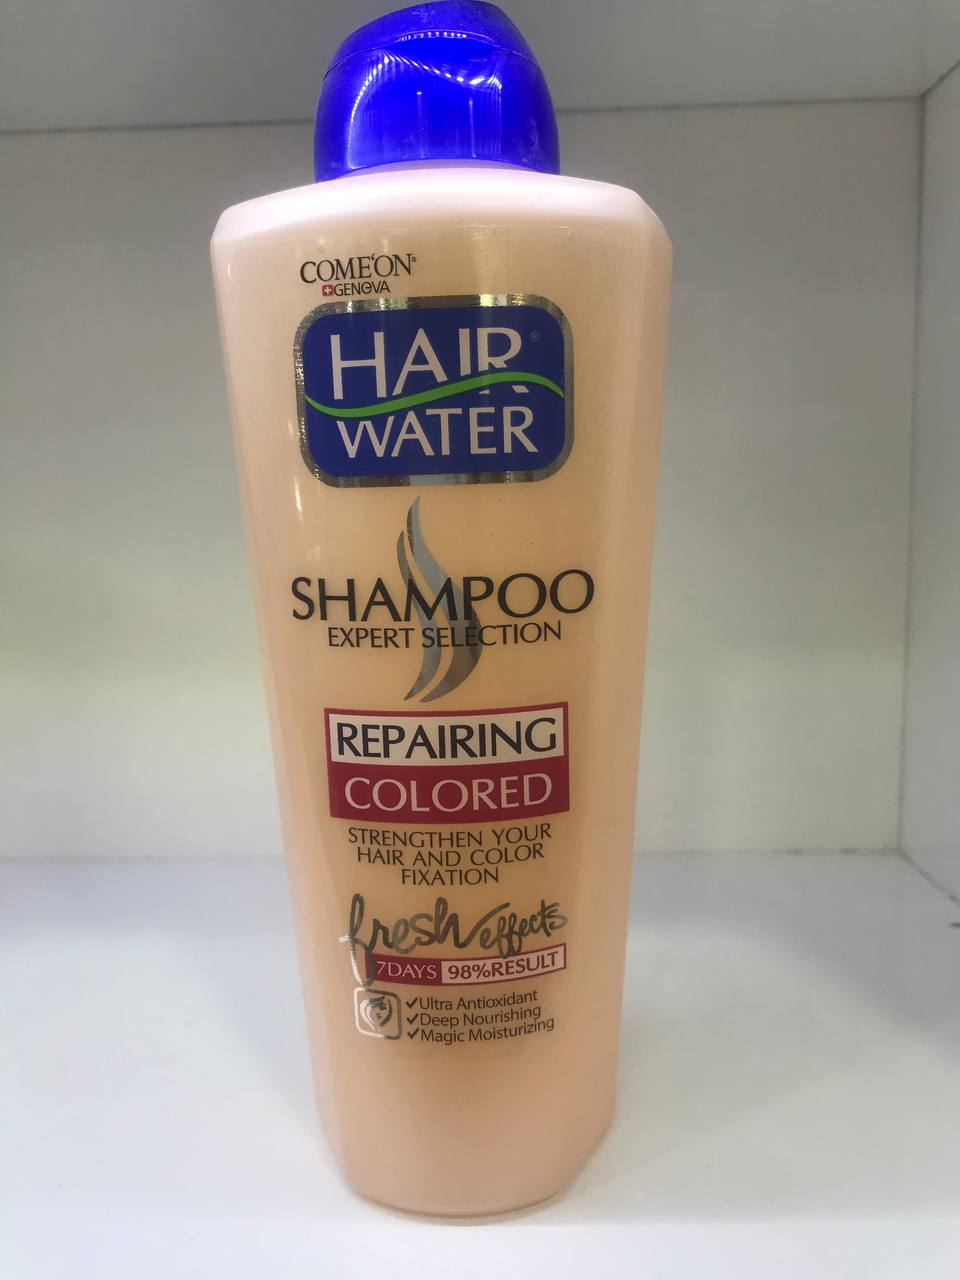 COME'ON®
GENOVA
HAIR®
WATER
SHAMPOO
EXPERT SELECTION
REPAIRING
COLORED
STRENGTHEN YOUR
HAIR AND COLOR
FIXATION
fresh effects
7DAYS 98%RESULT
✓Ultra Antioxidant
✓Deep Nourishing
✓Magic Moisturizing